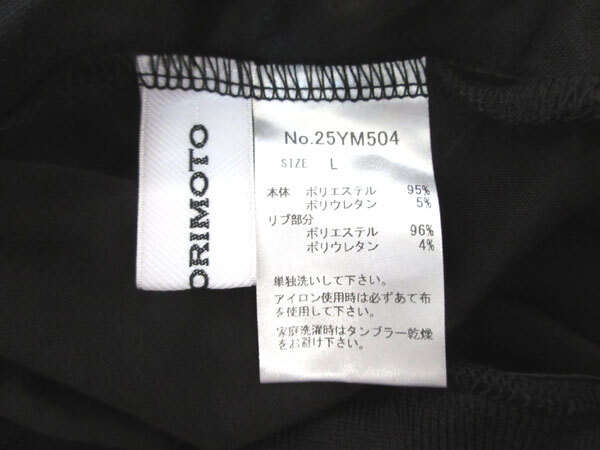 ORIMOTO
No.25YM504
SIZE L
本体 ポリエステル 95%
ポリウレタン 5%
リブ部分
ポリエステル 96%
ポリウレタン 4%
単独洗いして下さい。
アイロン使用時は必ずあて布
を使用して下さい。
家庭洗濯時はタンブラー乾燥
をお避け下さい。